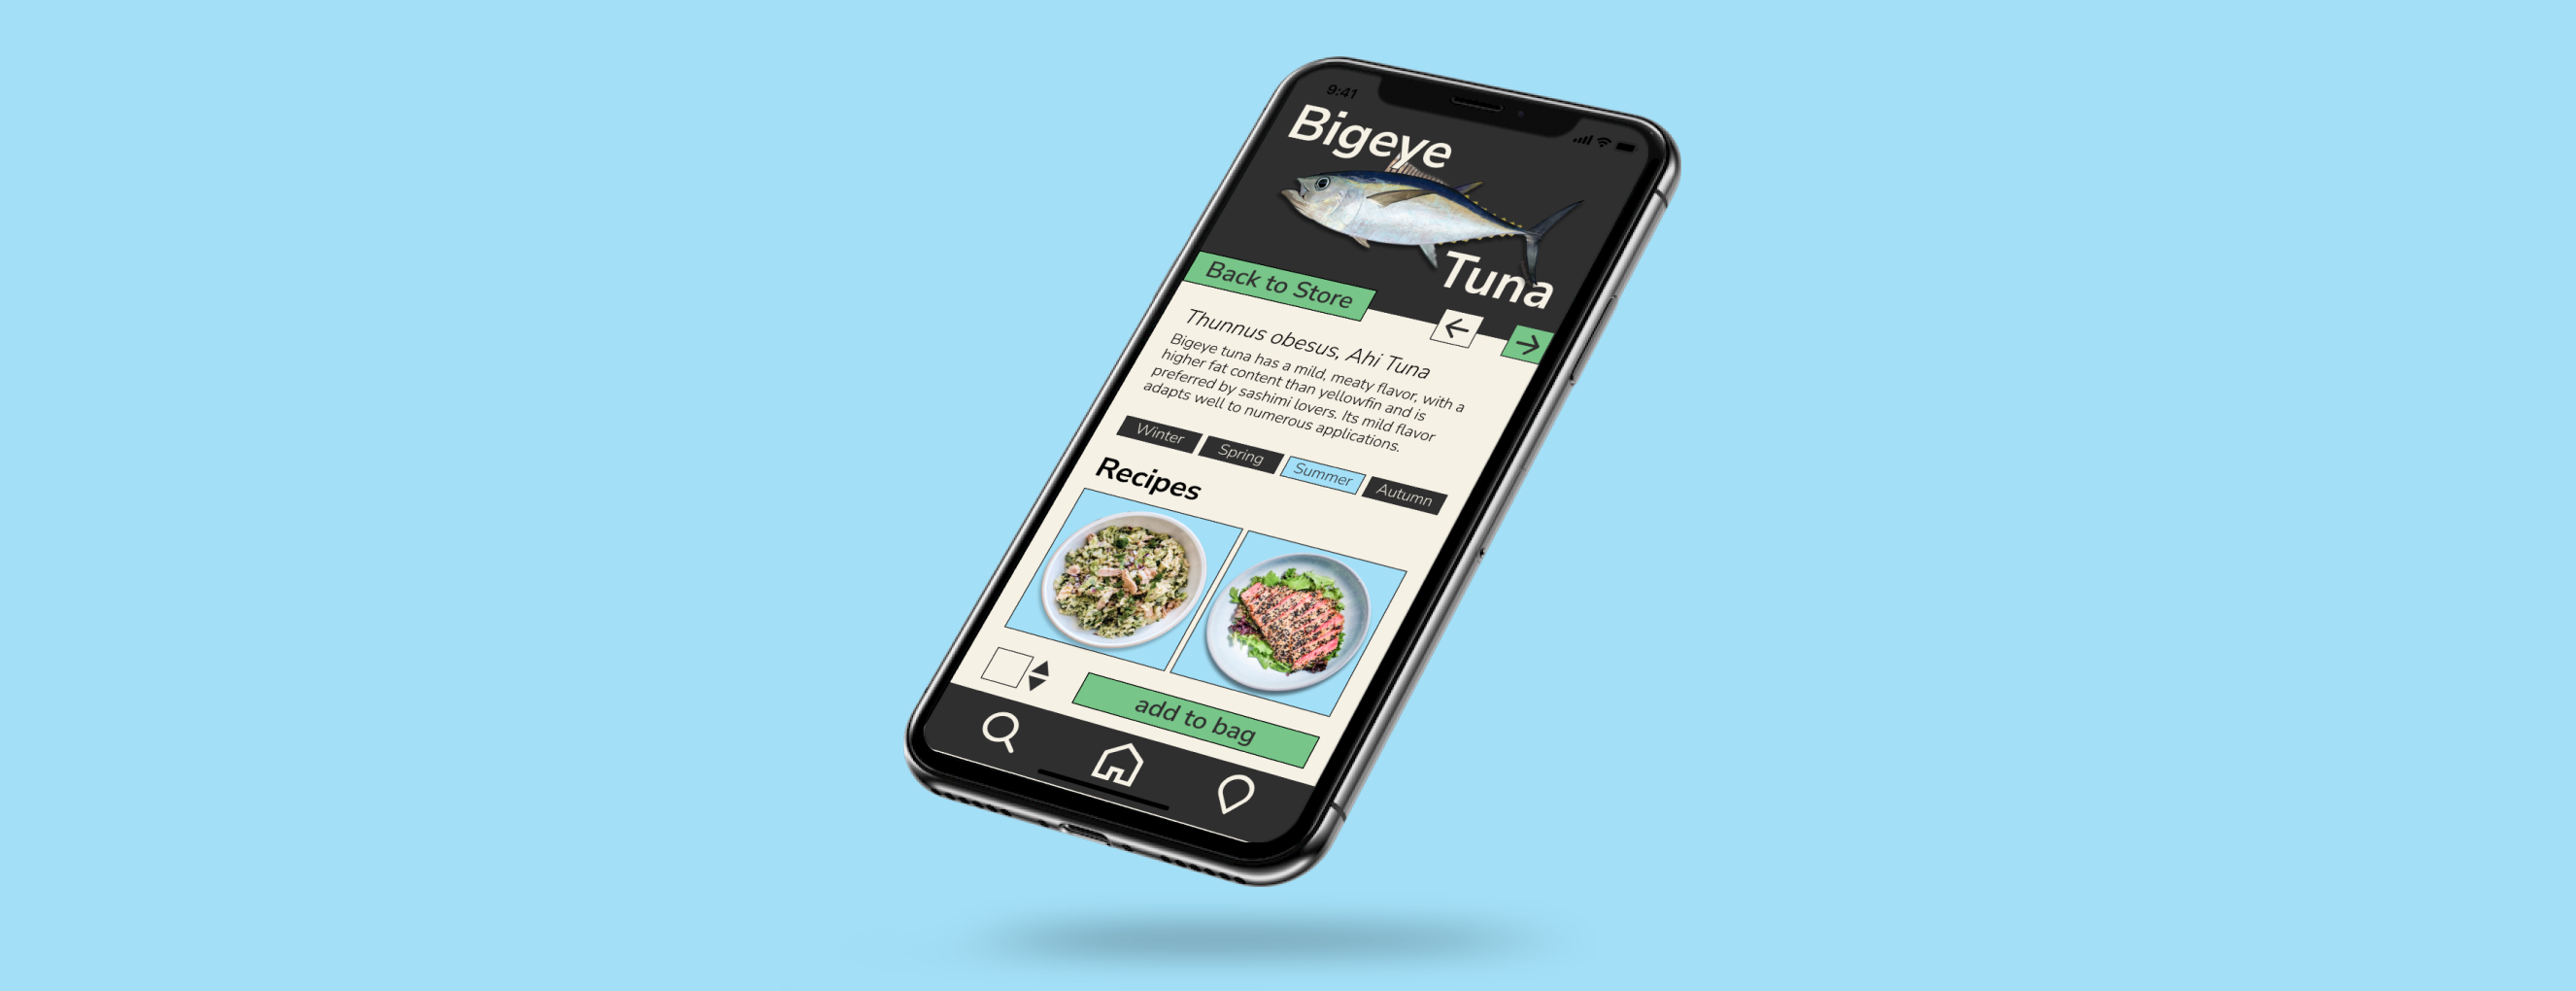 9:41
Bigeye
Tuna
Back to Store
Thunnus obesus, Ahi Tuna
Bigeye tuna has a mild, meaty flavor, with a
higher fat content than yellowfin and is
preferred by sashimi lovers. Its mild flavor
adapts well to numerous applications.
Winter Spring Summer Autumn
Recipes
add to bag